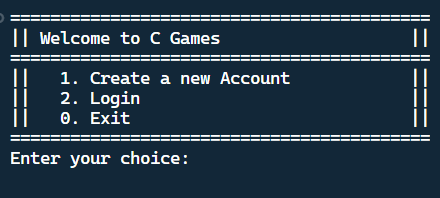 ==========================================
|| Welcome to C Games                   ||
==========================================
||   1. Create a new Account            ||
||   2. Login                           ||
||   0. Exit                            ||
==========================================
Enter your choice: